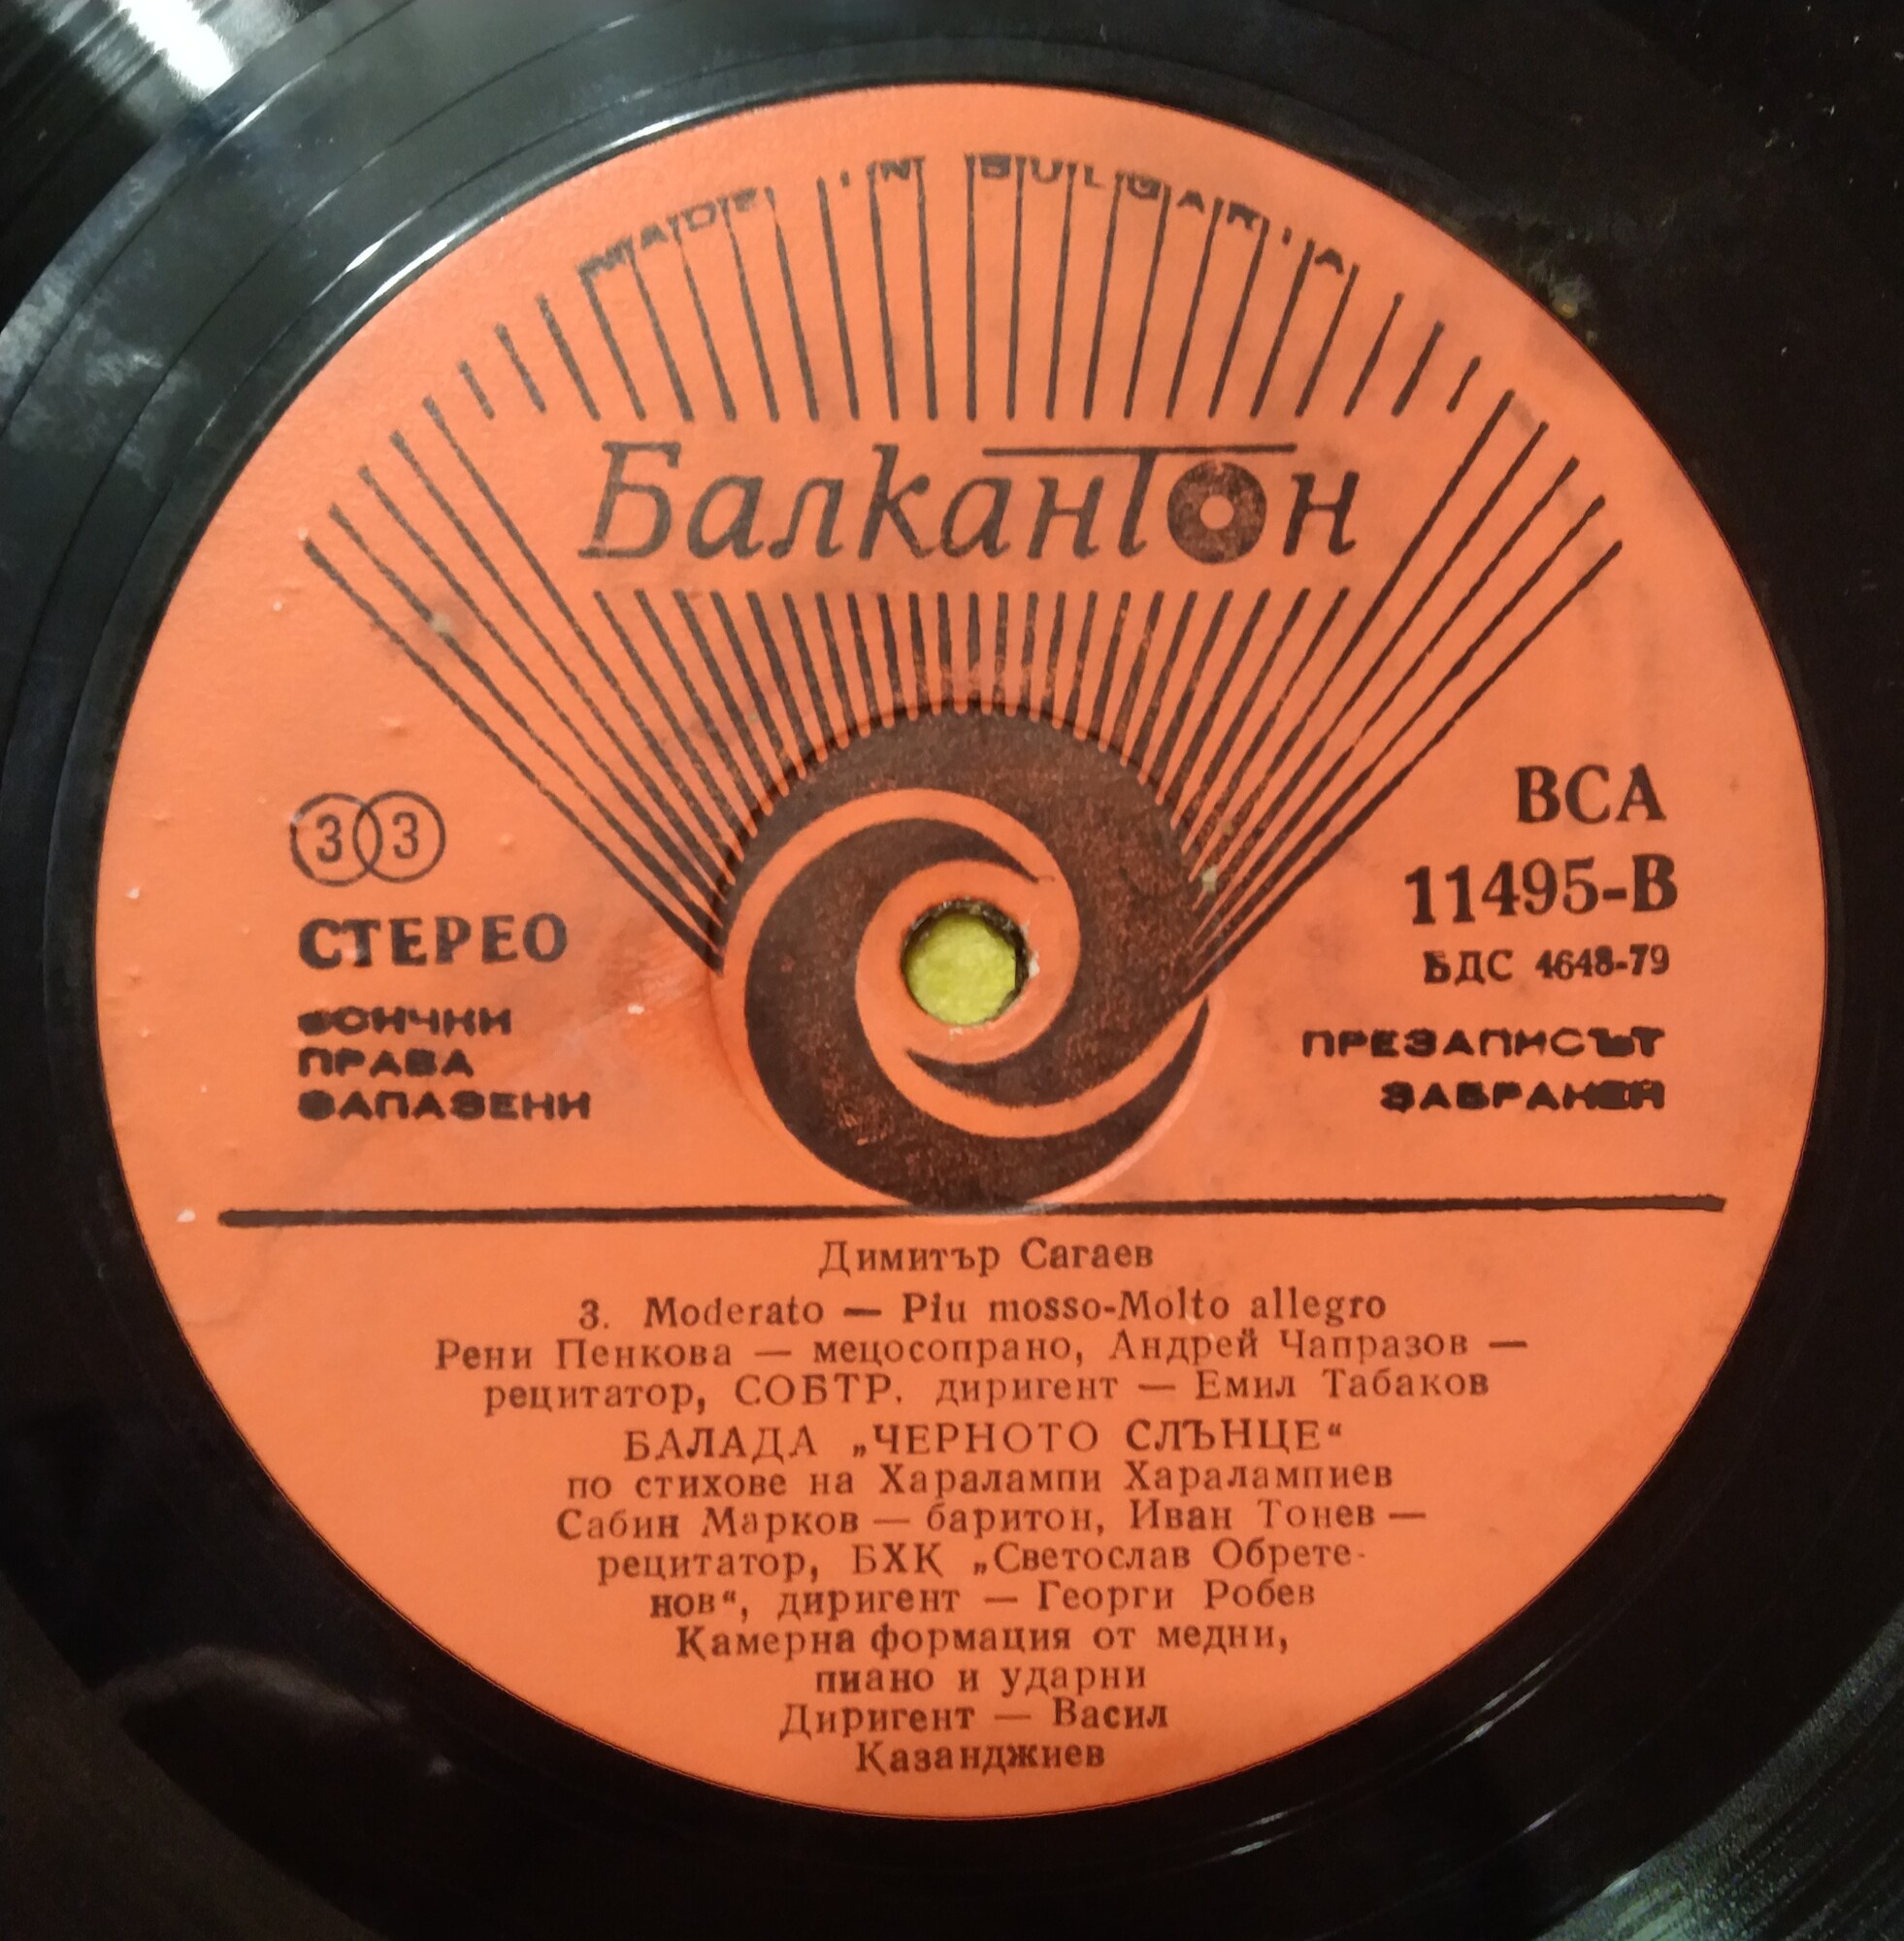 MADE IN BULGARIA
Балкантон
33
СТЕРЕО
ВСИЧКИ
ПРАВА
ЗАПАЗЕНИ
ВСА
11495-В
БДС 4648-79
ПРЕЗАПИСЪТ
ЗАБРАНЕН
Димитър Сагаев
3. Moderato — Piu mosso-Molto allegro
Рени Пенкова — мецосопрано, Андрей Чапразов —
рецитатор, СОБТР. диригент — Емил Табаков
БАЛАДА „ЧЕРНОТО СЛЪНЦЕ“
по стихове на Харалампи Харалампиев
Сабин Марков — баритон, Иван Тонев —
рецитатор, БХК „Светослав Обрете-
нов“, диригент — Георги Робев
Камерна формация от медни,
пиано и ударни
Диригент — Васил
Казанджиев